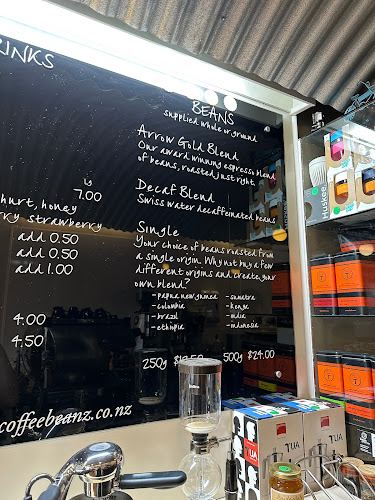 RINKS
BEANS
supplied whole or ground
Arrow Gold Blend
Our award winning espresso blend
of beans, roasted just right.
Decaf Blend
Swiss water decaffeinated beans
Single
Your choice of beans roasted from
a single origin. Why not buy a few
different origins and create your
own blend?
- papua new guinea
- colombia
- brazil
- ethiopia
- sumatra
- kenya
- india
- indonesia
250g
500g $24.00
lg
7.00
hurt, honey
rry strawberry
add 0.50
add 0.50
add 1.00
4.00
4.50
coffeebeanz.co.nz
Huskee